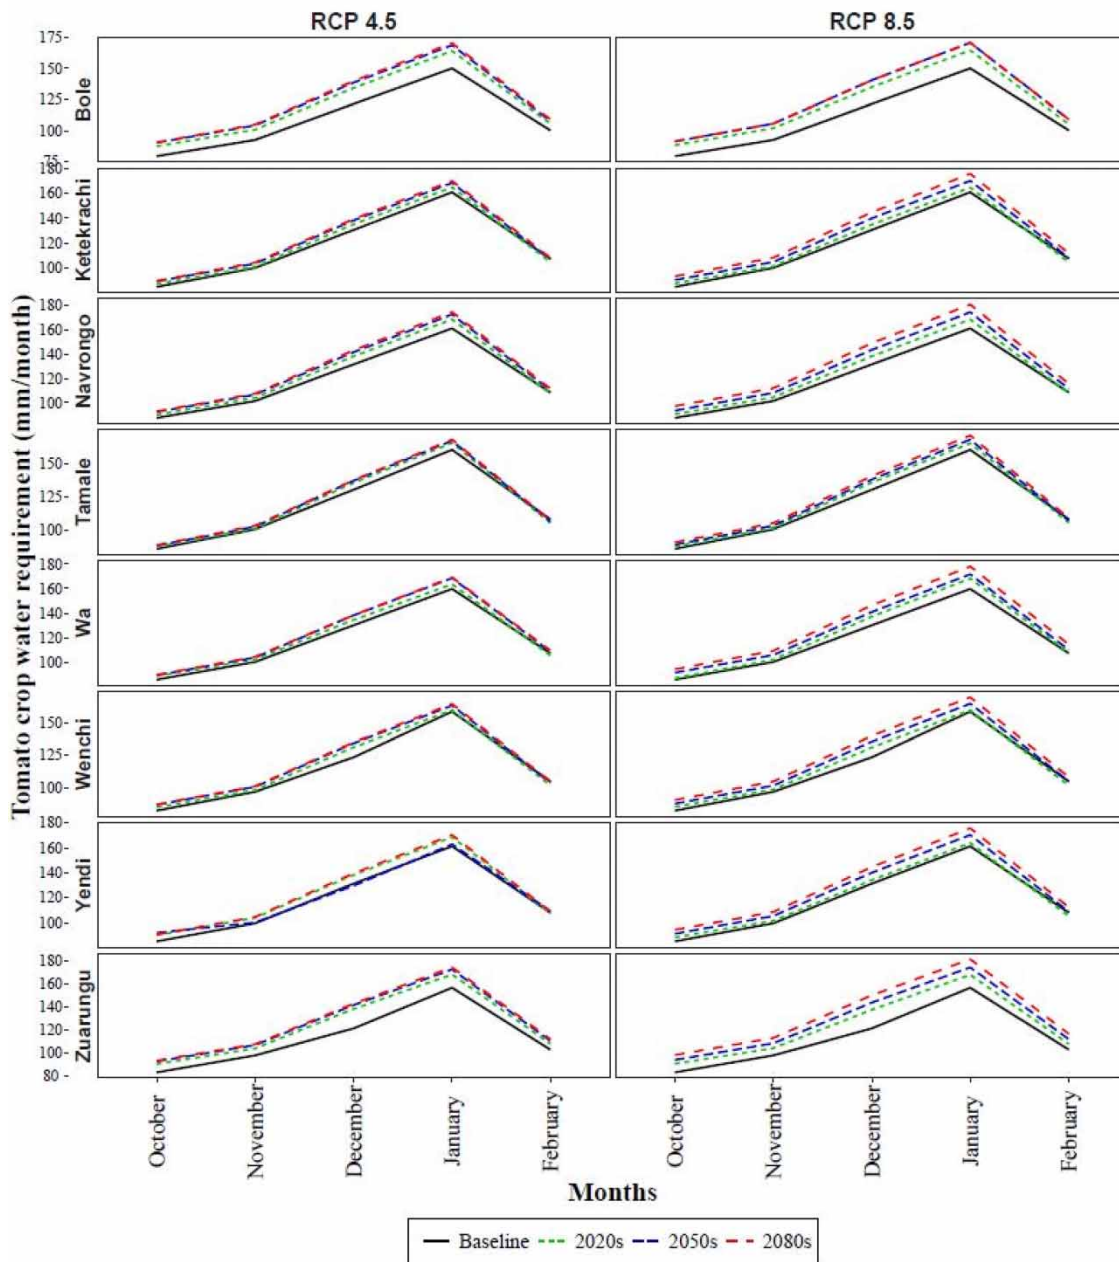 RCP 4.5 RCP 8.5
Tomato crop water requirement (mm/month)
Bole
175-
150-
125-
100-
75-
Ketekrachi
180-
160-
140-
120-
100-
Navrongo
180-
160-
140-
120-
100-
Tamale
150-
125-
100-
Wa
180-
160-
140-
120-
100-
Wenchi
150-
125-
100-
Yendi
180-
160-
140-
120-
100-
Zuarungu
180-
160-
140-
120-
100-
80-
October November December January February October November December January February
Months
Baseline 2020s 2050s 2080s